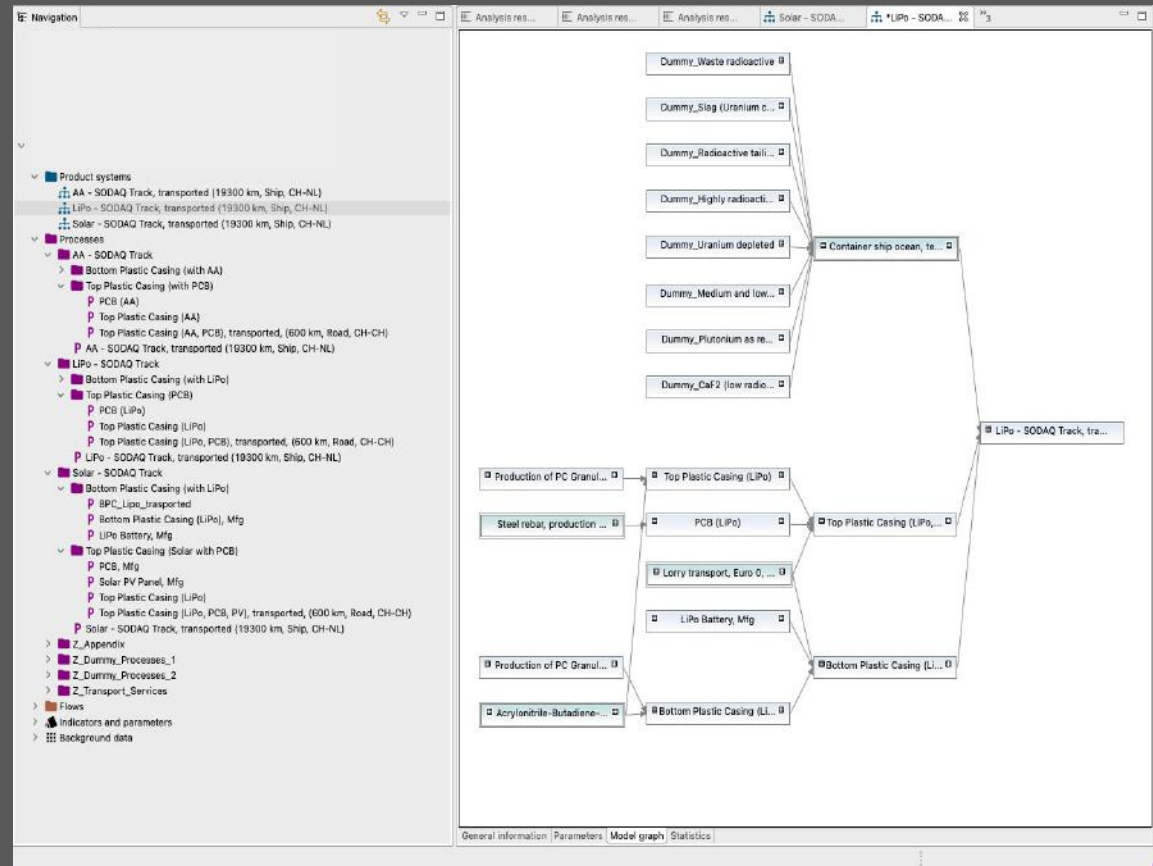 Navigation
Product systems
AA - SODAQ Track, transported (19300 km, Ship, CH-NL)
LiPo - SODAQ Track, transported (19300 km, Ship, CH-NL)
Solar - SODAQ Track, transported (19300 km, Ship, CH-NL)
Processes
AA - SODAQ Track
Bottom Plastic Casing (with AA)
Top Plastic Casing (with PCB)
PCB (AA)
Top Plastic Casing (AA)
Top Plastic Casing (AA, PCB), transported, (600 km, Road, CH-CH)
AA - SODAQ Track, transported (19300 km, Ship, CH-NL)
LiPo - SODAQ Track
Bottom Plastic Casing (with LiPo)
Top Plastic Casing (PCB)
PCB (LiPo)
Top Plastic Casing (LiPo)
Top Plastic Casing (LiPo, PCB), transported, (600 km, Road, CH-CH)
LiPo - SODAQ Track, transported (19300 km, Ship, CH-NL)
Solar - SODAQ Track
Bottom Plastic Casing (with LiPo)
BPC_Lipo_trasported
Bottom Plastic Casing (LiPo), Mfg
LiPo Battery, Mfg
Top Plastic Casing (Solar with PCB)
PCB, Mfg
Solar PV Panel, Mfg
Top Plastic Casing (LiPo)
Top Plastic Casing (LiPo, PCB, PV), transported, (600 km, Road, CH-CH)
Solar - SODAQ Track, transported (19300 km, Ship, CH-NL)
Z_Appendix
Z_Dummy_Processes_1
Z_Dummy_Processes_2
Z_Transport_Services
Flows
Indicators and parameters
Background data
Analysis res... Analysis res... Analysis res... Solar - SODA... *LiPo - SODA... 3
Dummy_Waste radioactive
Dummy_Slag (Uranium c...
Dummy_Radioactive taili...
Dummy_Highly radioacti...
Dummy_Uranium depleted
Container ship ocean, te...
Dummy_Medium and low...
Dummy_Plutonium as re...
Dummy_CaF2 (low radio...
LiPo - SODAQ Track, tra...
Production of PC Granul... Top Plastic Casing (LiPo)
Steel rebar, production ... PCB (LiPo) Top Plastic Casing (LiPo,...
Lorry transport, Euro 0, ...
LiPo Battery, Mfg
Production of PC Granul... Bottom Plastic Casing (Li...
Acrylonitrile-Butadiene-... Bottom Plastic Casing (Li...
General information Parameters Model graph Statistics